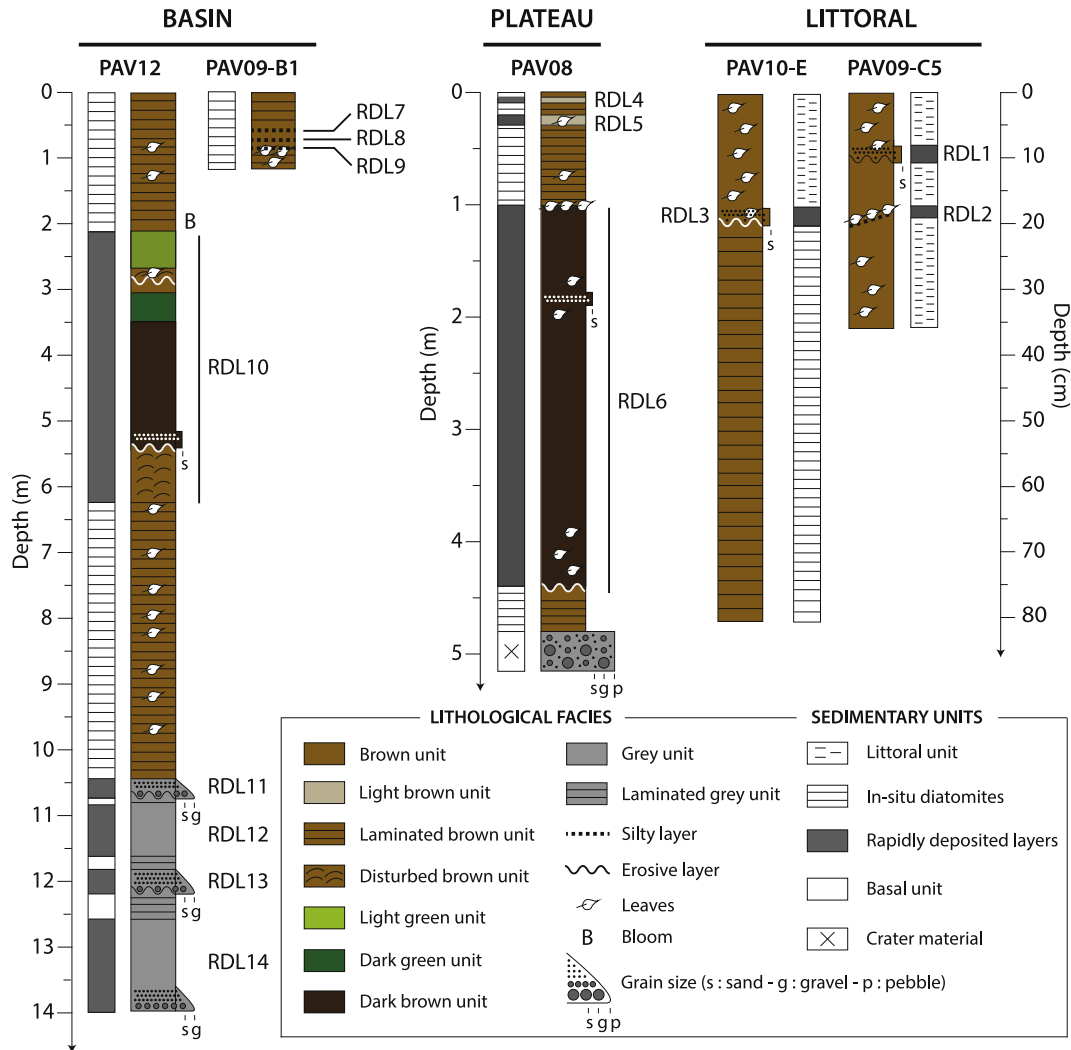 BASIN
PLATEAU
LITTORAL
PAV12
PAV09-B1
PAV08
PAV10-E
PAV09-C5
0
1
2
3
4
5
6
7
8
9
10
11
12
13
14
Depth (m)
B
s
RDL10
RDL11
s g
RDL12
RDL13
s g
RDL14
s g
RDL7
RDL8
RDL9
0
1
2
3
4
5
Depth (m)
RDL4
RDL5
s
RDL6
s g p
RDL3
s
s
RDL1
RDL2
0
10
20
30
40
50
60
70
80
Depth (cm)
LITHOLOGICAL FACIES
Brown unit
Light brown unit
Laminated brown unit
Disturbed brown unit
Light green unit
Dark green unit
Dark brown unit
Grey unit
Laminated grey unit
Silty layer
Erosive layer
Leaves
B Bloom
Grain size (s : sand - g : gravel - p : pebble)
s g p
SEDIMENTARY UNITS
Littoral unit
In-situ diatomites
Rapidly deposited layers
Basal unit
Crater material